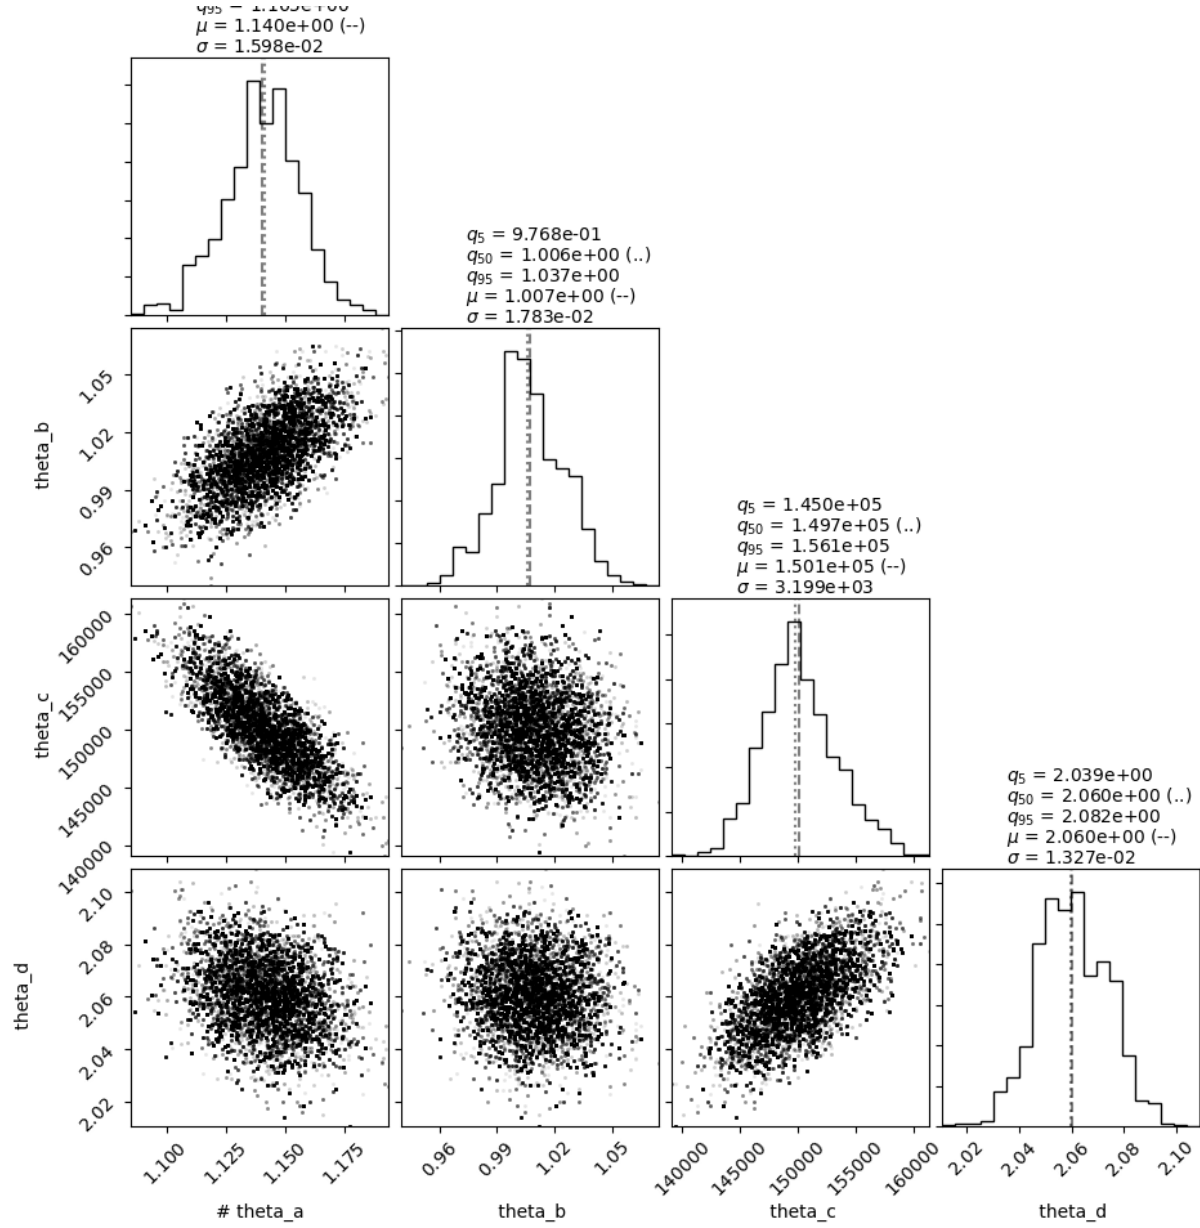 q95 = 1.163e+00
μ = 1.140e+00 (--)
σ = 1.598e-02
q5 = 9.768e-01
q50 = 1.006e+00 (..)
q95 = 1.037e+00
μ = 1.007e+00 (--)
σ = 1.783e-02
theta_b
1.05
1.02
0.99
0.96
q5 = 1.450e+05
q50 = 1.497e+05 (..)
q95 = 1.561e+05
μ = 1.501e+05 (--)
σ = 3.199e+03
theta_c
160000
155000
150000
145000
140000
q5 = 2.039e+00
q50 = 2.060e+00 (..)
q95 = 2.082e+00
μ = 2.060e+00 (--)
σ = 1.327e-02
theta_d
2.10
2.08
2.06
2.04
2.02
1.100 1.125 1.150 1.175
0.96 0.99 1.02 1.05
140000 145000 150000 155000 160000
2.02 2.04 2.06 2.08 2.10
# theta_a theta_b theta_c theta_d